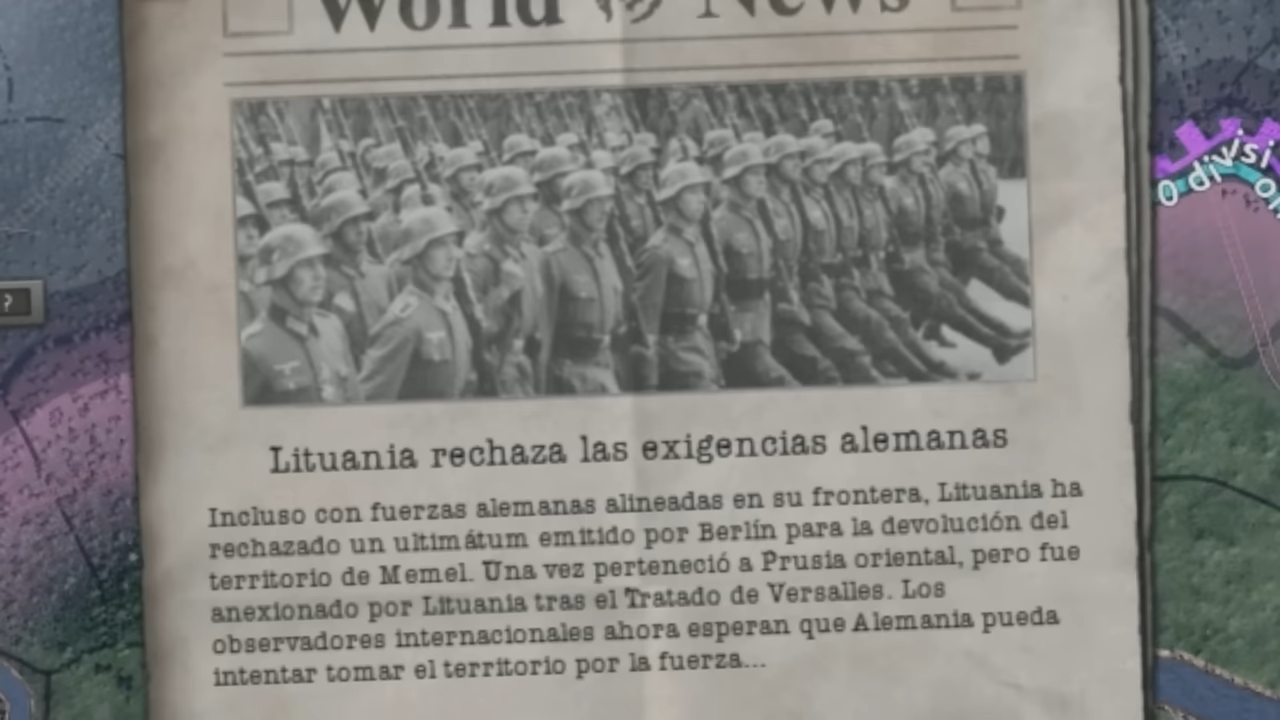 World News
Lituania rechaza las exigencias alemanas
Incluso con fuerzas alemanas alineadas en su frontera, Lituania ha
rechazado un ultimátum emitido por Berlín para la devolución del
territorio de Memel. Una vez perteneció a Prusia oriental, pero fue
anexionado por Lituania tras el Tratado de Versalles. Los
observadores internacionales ahora esperan que Alemania pueda
intentar tomar el territorio por la fuerza...
?
0 divisi